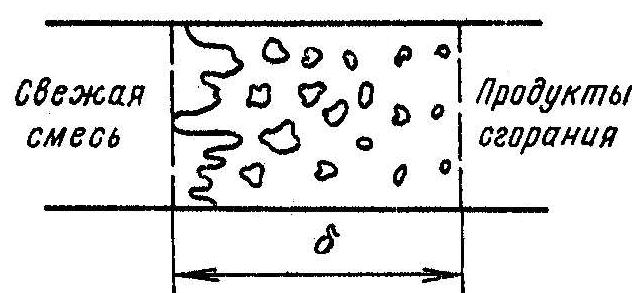 Свежая
смесь
Продукты
сгорания
δ